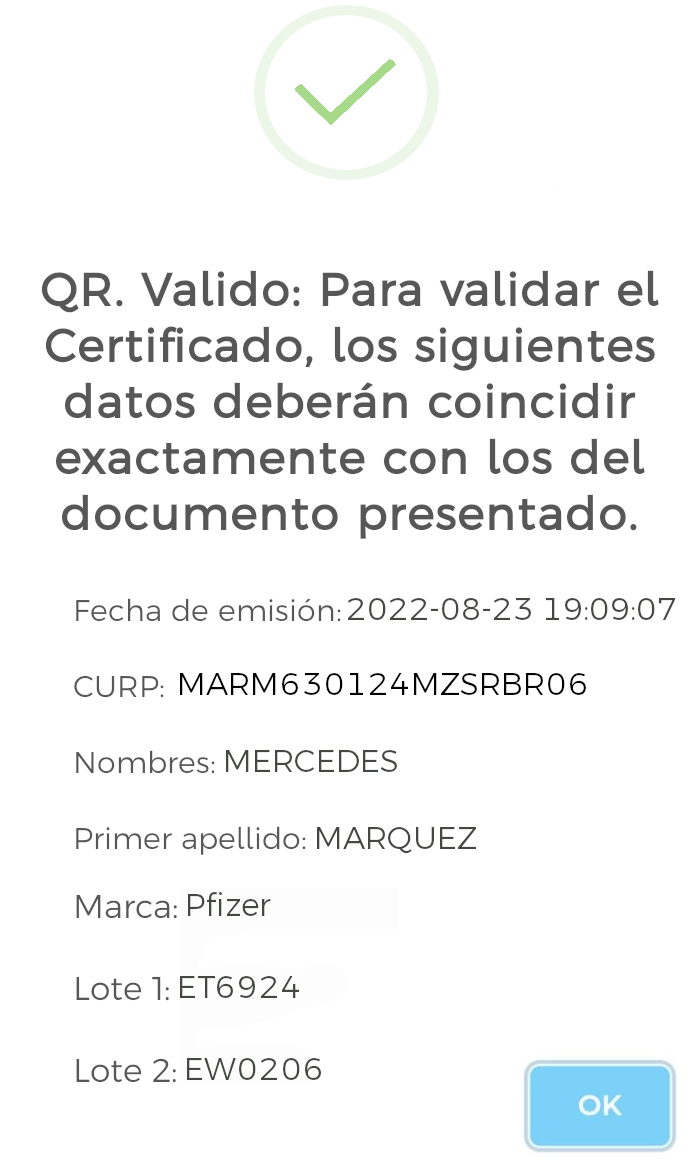 QR. Valido: Para validar el
Certificado, los siguientes
datos deberán coincidir
exactamente con los del
documento presentado.
Fecha de emisión: 2022-08-23 19:09:07
CURP: MARM630124MZSRBR06
Nombres: MERCEDES
Primer apellido: MARQUEZ
Marca: Pfizer
Lote 1: ET6924
Lote 2: EW0206
OK